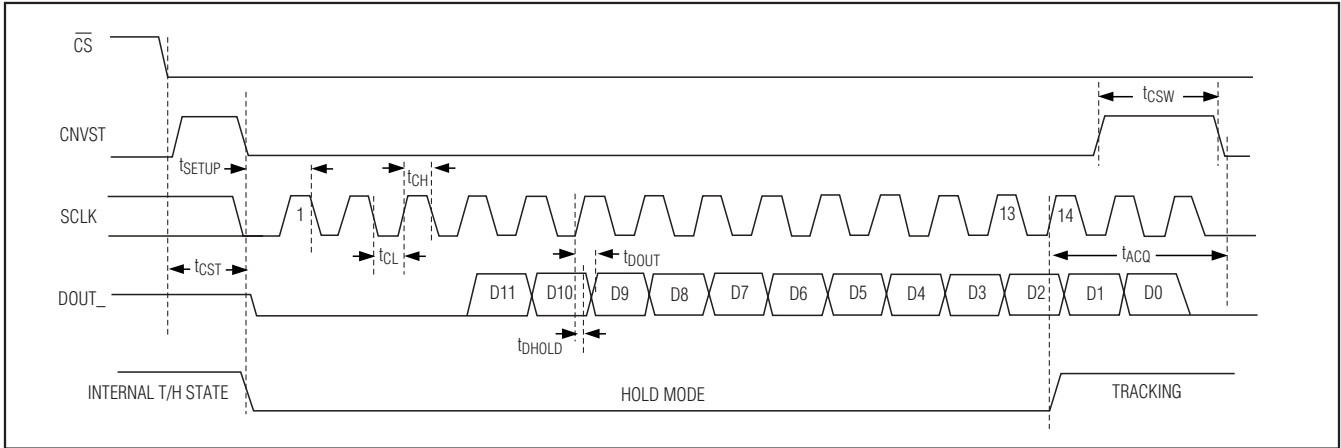 CS
tCSW
CNVST
tSETUP
tCH
SCLK
1
13
14
tCL
tDOUT
tACQ
tCST
DOUT_
D11
D10
D9
D8
D7
D6
D5
D4
D3
D2
D1
D0
tDHOLD
INTERNAL T/H STATE
HOLD MODE
TRACKING